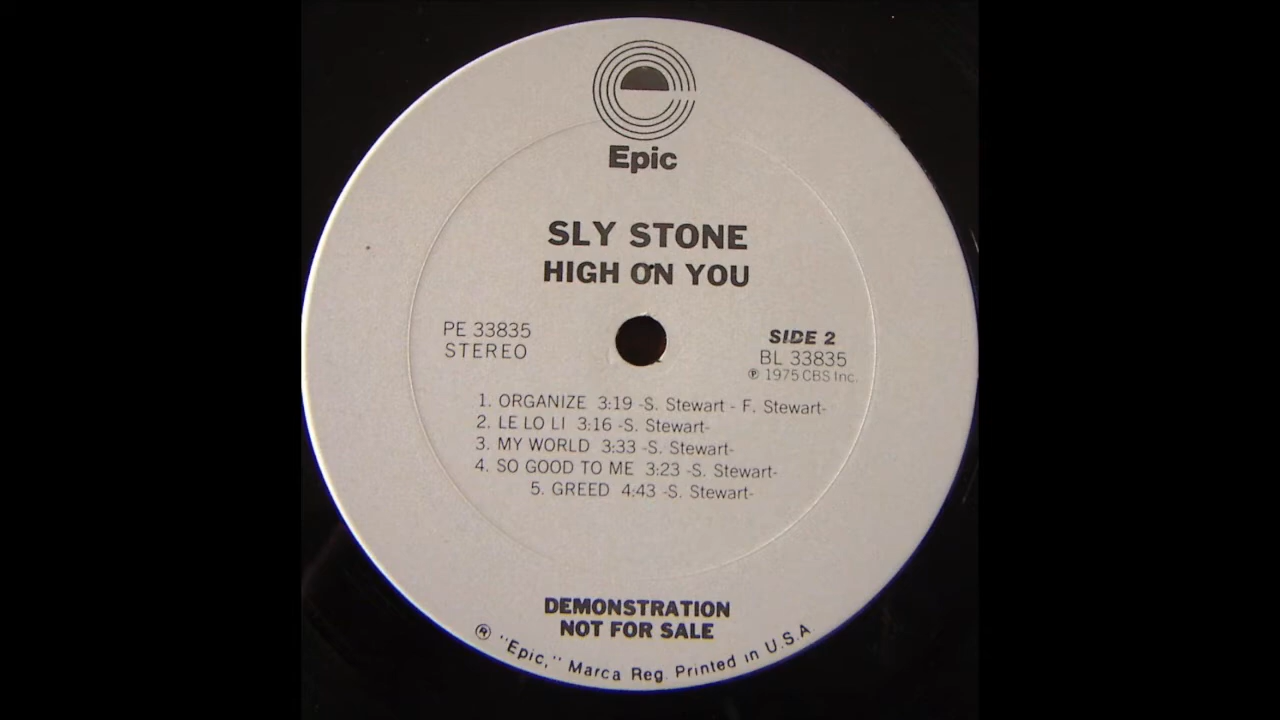 Epic
SLY STONE
HIGH ON YOU
PE 33835
STEREO
SIDE 2
BL 33835
℗ 1975 CBS Inc.
1. ORGANIZE 3:19 -S. Stewart - F. Stewart-
2. LE LO LI 3:16 -S. Stewart-
3. MY WORLD 3:33 -S. Stewart-
4. SO GOOD TO ME 3:23 -S. Stewart-
5. GREED 4:43 -S. Stewart-
DEMONSTRATION
NOT FOR SALE
® "Epic," Marca Reg. Printed in U.S.A.